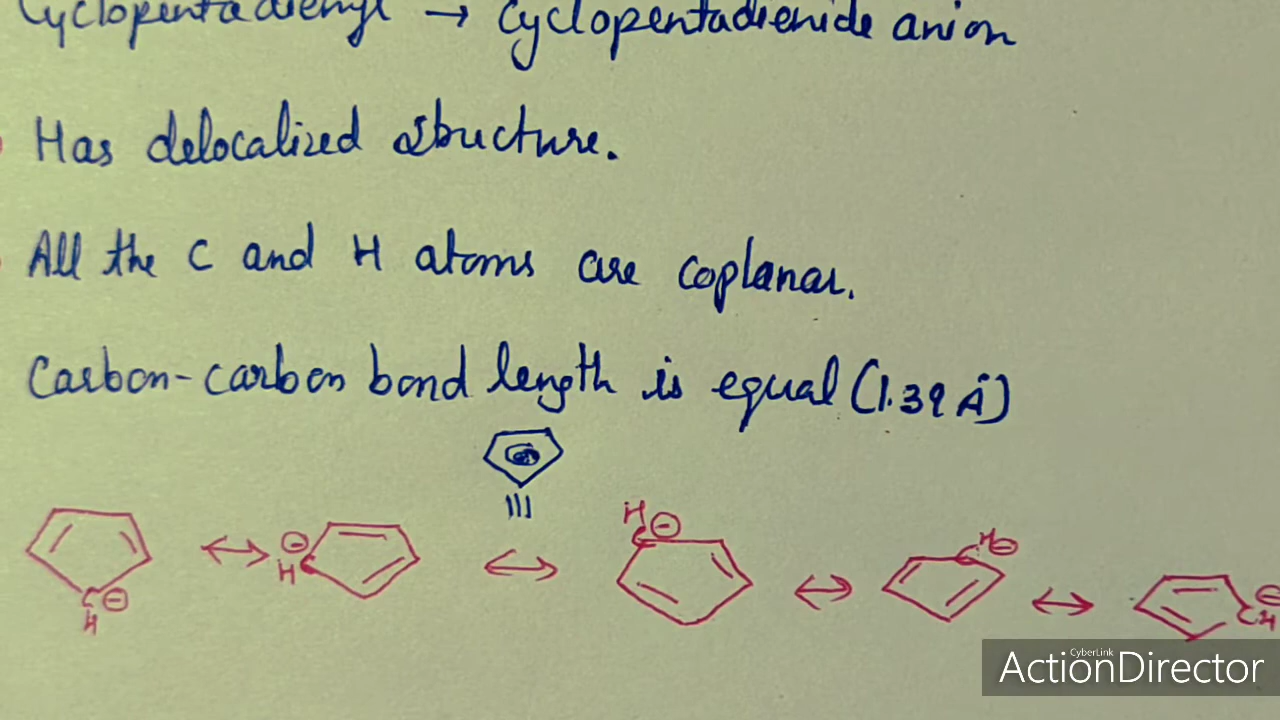 Cyclopentadienyl → Cyclopentadienide anion
Has delocalized structure.
All the C and H atoms are coplanar.
Carbon-carbon bond length is equal (1.39 Å)
H ⊖ H ⊖
⊖ ⊖
H C H
C ⊖
H
CyberLink
ActionDirector